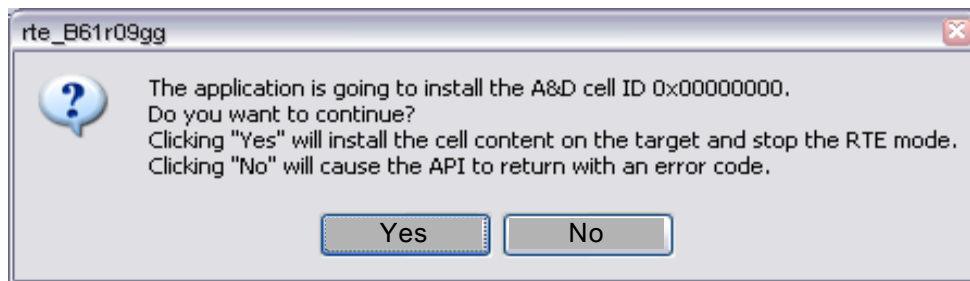 rte_B61r09gg
The application is going to install the A&D cell ID 0x00000000.
Do you want to continue?
Clicking "Yes" will install the cell content on the target and stop the RTE mode.
Clicking "No" will cause the API to return with an error code.
Yes No